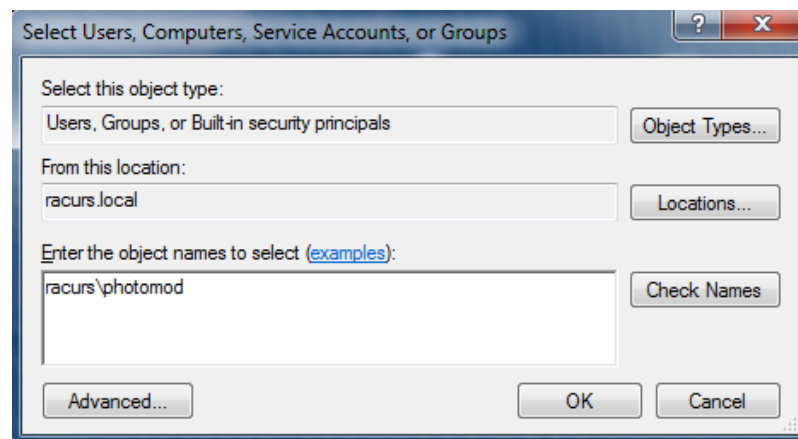 Select Users, Computers, Service Accounts, or Groups
? X
Select this object type:
Users, Groups, or Built-in security principals
Object Types...
From this location:
racurs.local
Locations...
Enter the object names to select (examples):
racurs\photomod
Check Names
Advanced...
OK
Cancel